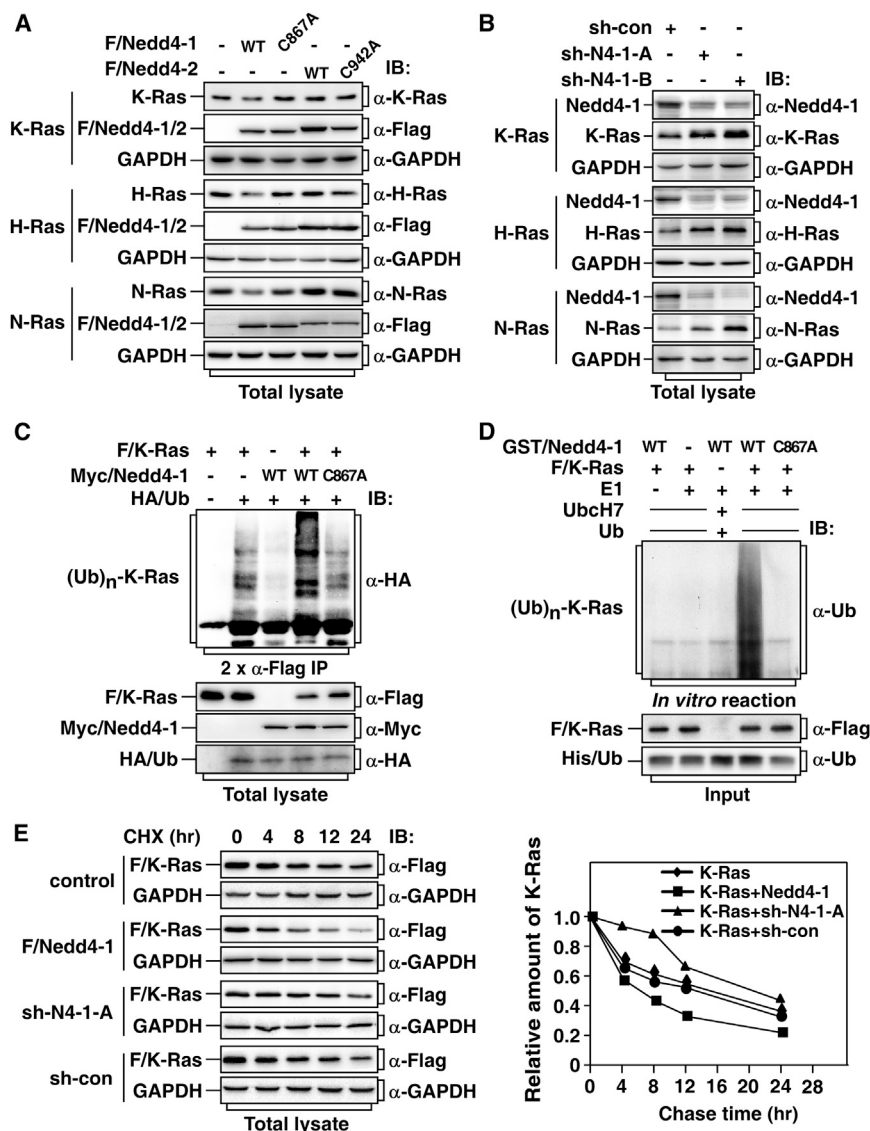 A
F/Nedd4-1 - WT C867A - -
F/Nedd4-2 - - - WT C942A IB:
K-Ras K-Ras α-K-Ras
F/Nedd4-1/2 α-Flag
GAPDH α-GAPDH
H-Ras H-Ras α-H-Ras
F/Nedd4-1/2 α-Flag
GAPDH α-GAPDH
N-Ras N-Ras α-N-Ras
F/Nedd4-1/2 α-Flag
GAPDH α-GAPDH
Total lysate
B
sh-con + - -
sh-N4-1-A - + -
sh-N4-1-B - - + IB:
K-Ras Nedd4-1 α-Nedd4-1
K-Ras α-K-Ras
GAPDH α-GAPDH
H-Ras Nedd4-1 α-Nedd4-1
H-Ras α-H-Ras
GAPDH α-GAPDH
N-Ras Nedd4-1 α-Nedd4-1
N-Ras α-N-Ras
GAPDH α-GAPDH
Total lysate
C
F/K-Ras + + - + +
Myc/Nedd4-1 - - WT WT C867A
HA/Ub - + + + + IB:
(Ub)n-K-Ras α-HA
2 x α-Flag IP
F/K-Ras α-Flag
Myc/Nedd4-1 α-Myc
HA/Ub α-HA
Total lysate
D
GST/Nedd4-1 WT - WT WT C867A
F/K-Ras + + - + +
E1 - + + + +
UbcH7 +
Ub + IB:
(Ub)n-K-Ras α-Ub
In vitro reaction
F/K-Ras α-Flag
His/Ub α-Ub
Input
E
CHX (hr) 0 4 8 12 24 IB:
control F/K-Ras α-Flag
GAPDH α-GAPDH
F/Nedd4-1 F/K-Ras α-Flag
GAPDH α-GAPDH
sh-N4-1-A F/K-Ras α-Flag
GAPDH α-GAPDH
sh-con F/K-Ras α-Flag
GAPDH α-GAPDH
Total lysate
Relative amount of K-Ras
K-Ras
K-Ras+Nedd4-1
K-Ras+sh-N4-1-A
K-Ras+sh-con
1.0
0.8
0.6
0.4
0.2
0
0 4 8 12 16 20 24 28
Chase time (hr)